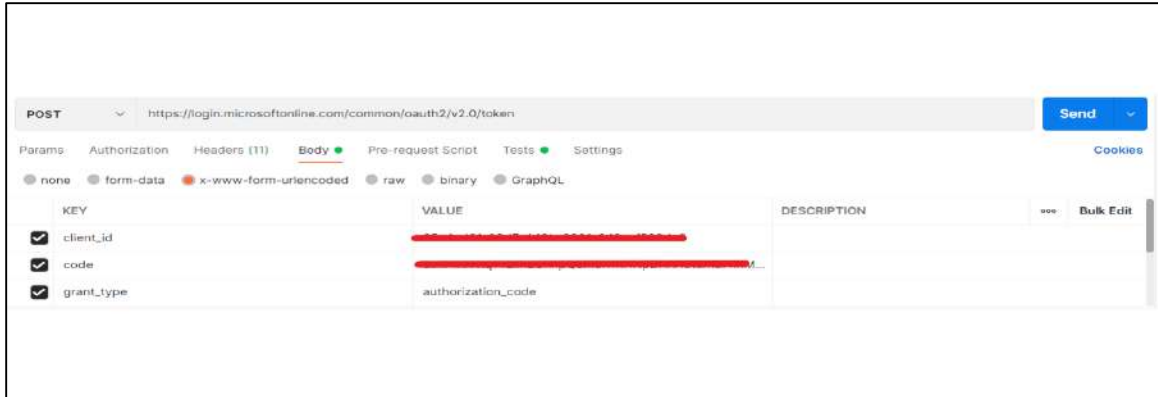 POST https://login.microsoftonline.com/common/oauth2/v2.0/token Send
Params Authorization Headers (11) Body Pre-request Script Tests Settings Cookies
none form-data x-www-form-urlencoded raw binary GraphQL
KEY VALUE DESCRIPTION ooo Bulk Edit
client_id
code M...
grant_type authorization_code